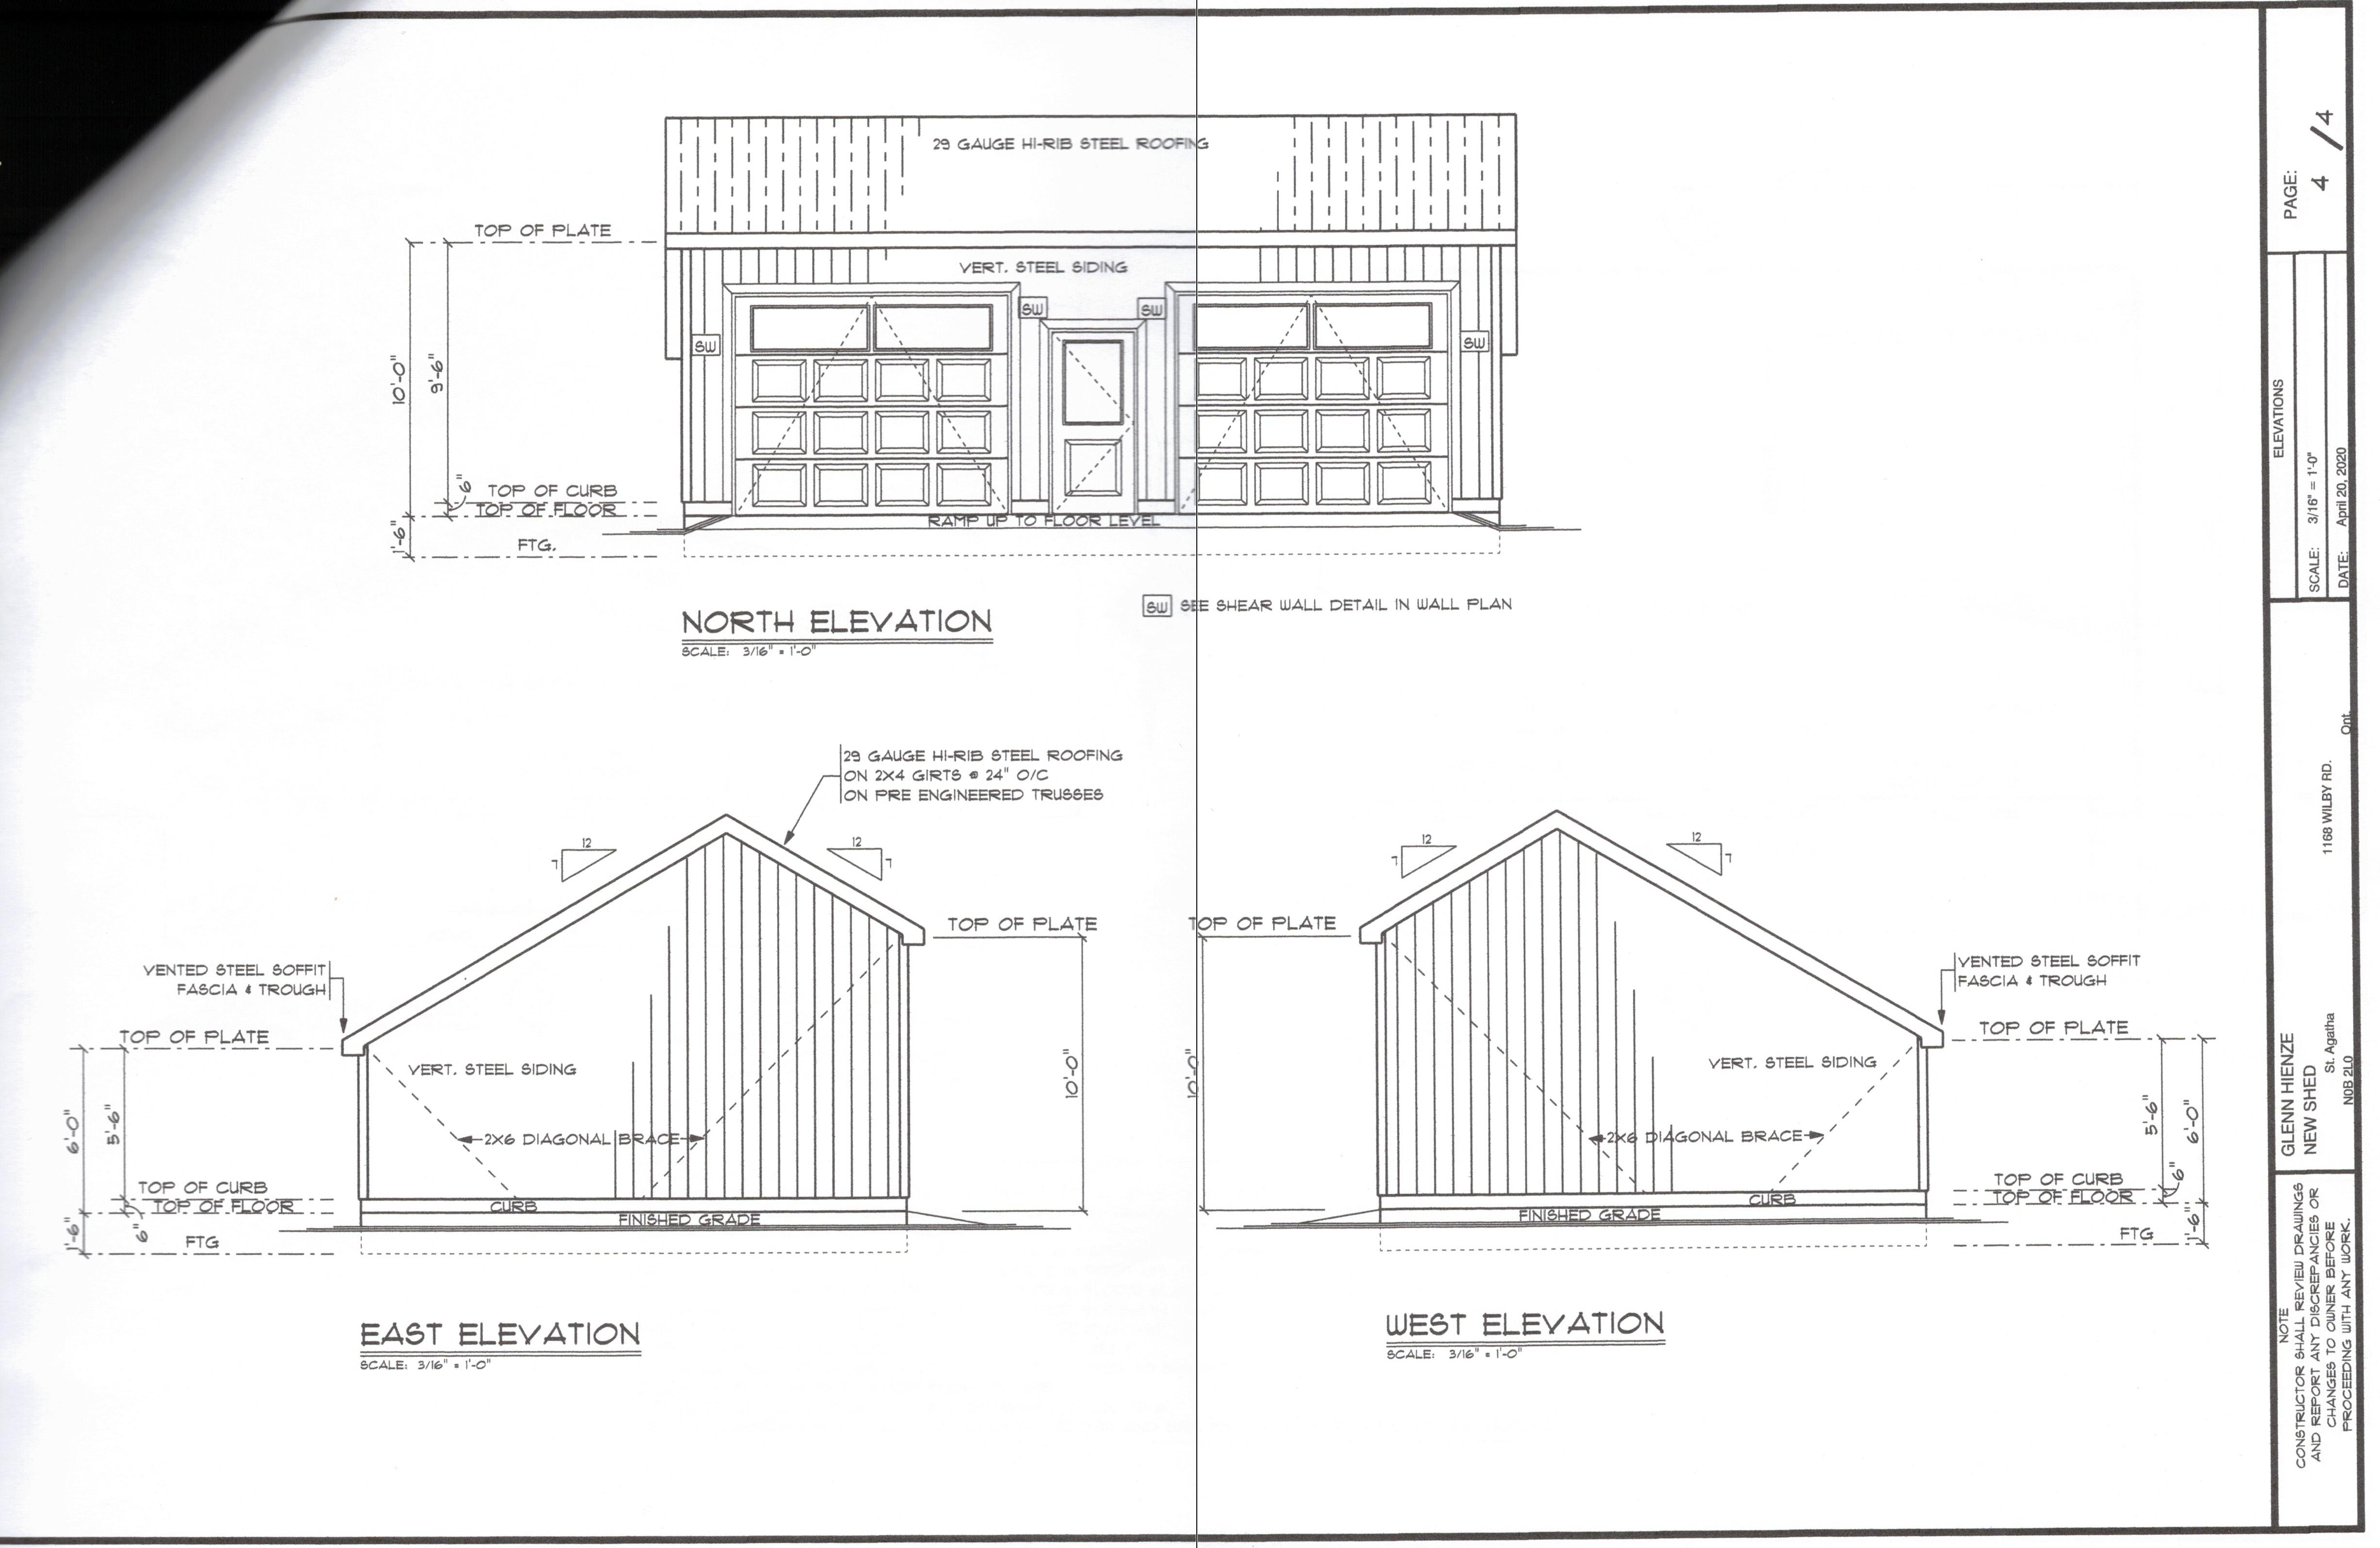 29 GAUGE HI-RIB STEEL ROOFING
TOP OF PLATE
VERT. STEEL SIDING
SW
SW
SW
SW
10'-0"
9'-6"
6"
TOP OF CURB
TOP OF FLOOR
RAMP UP TO FLOOR LEVEL
1'-6"
FTG.
NORTH ELEVATION
SCALE: 3/16" = 1'-0"
SW SEE SHEAR WALL DETAIL IN WALL PLAN
29 GAUGE HI-RIB STEEL ROOFING
ON 2X4 GIRTS @ 24" O/C
ON PRE ENGINEERED TRUSSES
12
7
12
7
TOP OF PLATE
VENTED STEEL SOFFIT
FASCIA & TROUGH
TOP OF PLATE
VERT. STEEL SIDING
10'-0"
6'-0"
5'-6"
2X6 DIAGONAL BRACE
TOP OF CURB
TOP OF FLOOR
CURB
FINISHED GRADE
1'-6"
6"
FTG
EAST ELEVATION
SCALE: 3/16" = 1'-0"
12
7
12
7
TOP OF PLATE
VENTED STEEL SOFFIT
FASCIA & TROUGH
TOP OF PLATE
VERT. STEEL SIDING
10'-0"
5'-6"
6'-0"
2X6 DIAGONAL BRACE
TOP OF CURB
TOP OF FLOOR
6"
CURB
FINISHED GRADE
1'-6"
FTG
WEST ELEVATION
SCALE: 3/16" = 1'-0"
PAGE:
4 /4
ELEVATIONS
SCALE: 3/16" = 1'-0"
DATE: April 20, 2020
GLENN HIENZE
NEW SHED
1168 WILBY RD.
St. Agatha Ont.
N0B 2L0
NOTE
CONSTRUCTOR SHALL REVIEW DRAWINGS
AND REPORT ANY DISCREPANCIES OR
CHANGES TO OWNER BEFORE
PROCEEDING WITH ANY WORK.